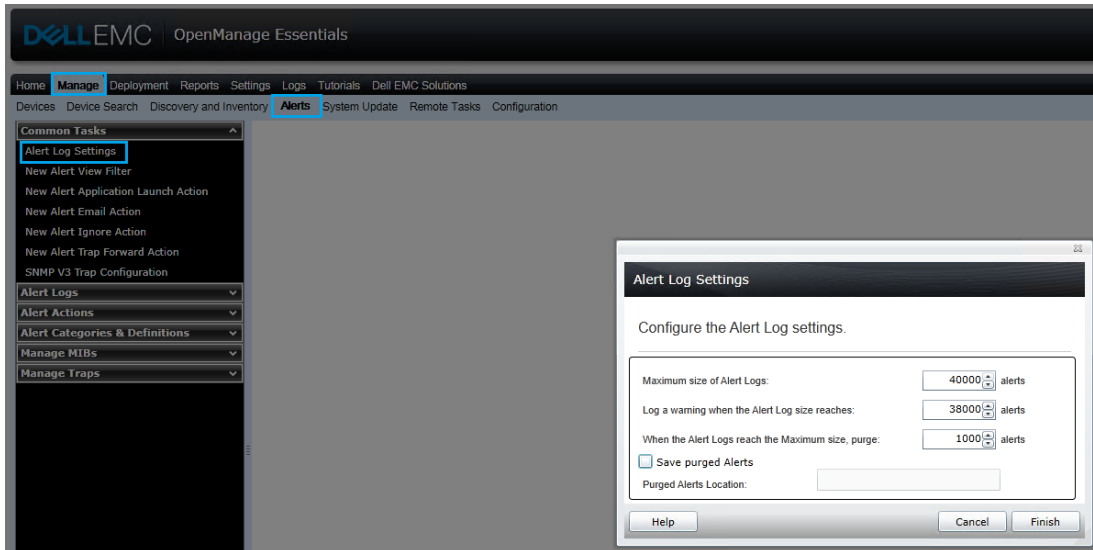 DELLEMC OpenManage Essentials
Home Manage Deployment Reports Settings Logs Tutorials Dell EMC Solutions
Devices Device Search Discovery and Inventory Alerts System Update Remote Tasks Configuration
Common Tasks
Alert Log Settings
New Alert View Filter
New Alert Application Launch Action
New Alert Email Action
New Alert Ignore Action
New Alert Trap Forward Action
SNMP V3 Trap Configuration
Alert Logs
Alert Actions
Alert Categories & Definitions
Manage MIBs
Manage Traps
Alert Log Settings
Configure the Alert Log settings.
Maximum size of Alert Logs: 40000 alerts
Log a warning when the Alert Log size reaches: 38000 alerts
When the Alert Logs reach the Maximum size, purge: 1000 alerts
Save purged Alerts
Purged Alerts Location:
Help Cancel Finish